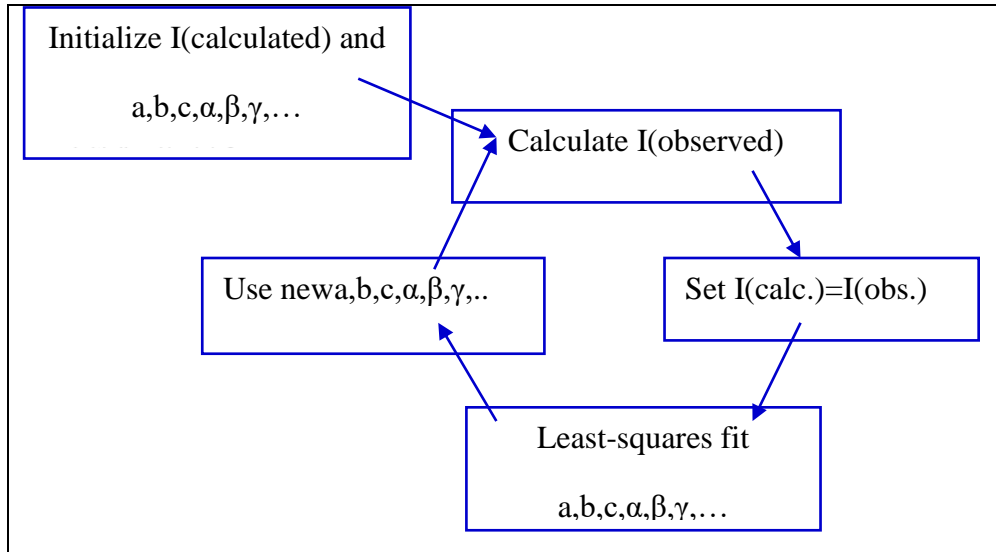 Initialize I(calculated) and
a,b,c,α,β,γ,…
Calculate I(observed)
Set I(calc.)=I(obs.)
Least-squares fit
a,b,c,α,β,γ,…
Use newa,b,c,α,β,γ,..